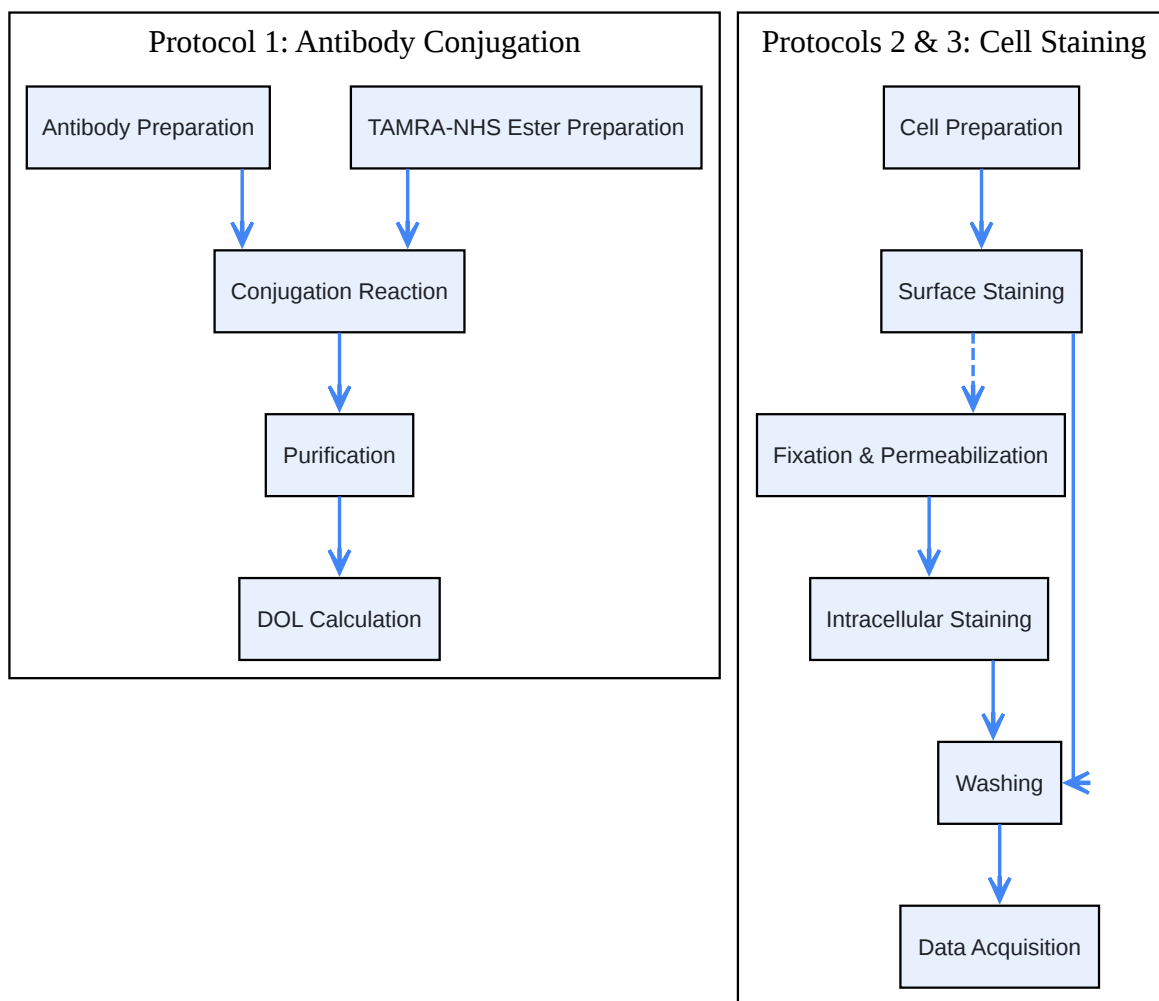 Protocol 1: Antibody Conjugation
Antibody Preparation
TAMRA-NHS Ester Preparation
Conjugation Reaction
Purification
DOL Calculation
Protocols 2 & 3: Cell Staining
Cell Preparation
Surface Staining
Fixation & Permeabilization
Intracellular Staining
Washing
Data Acquisition